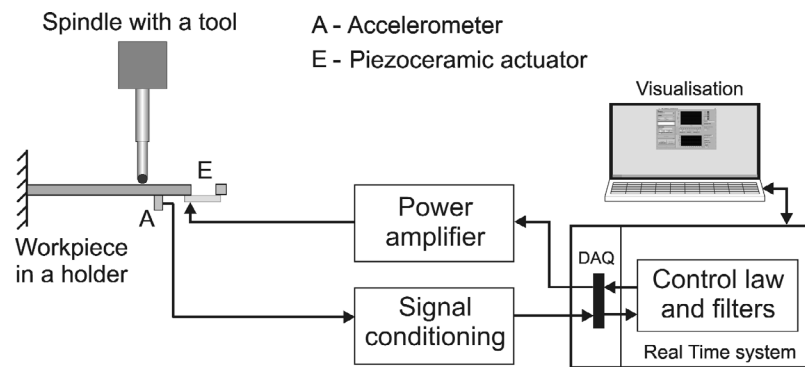 Spindle with a tool
A - Accelerometer
E - Piezoceramic actuator
Visualisation
E
A
Workpiece
in a holder
Power
amplifier
Signal
conditioning
DAQ
Control law
and filters
Real Time system